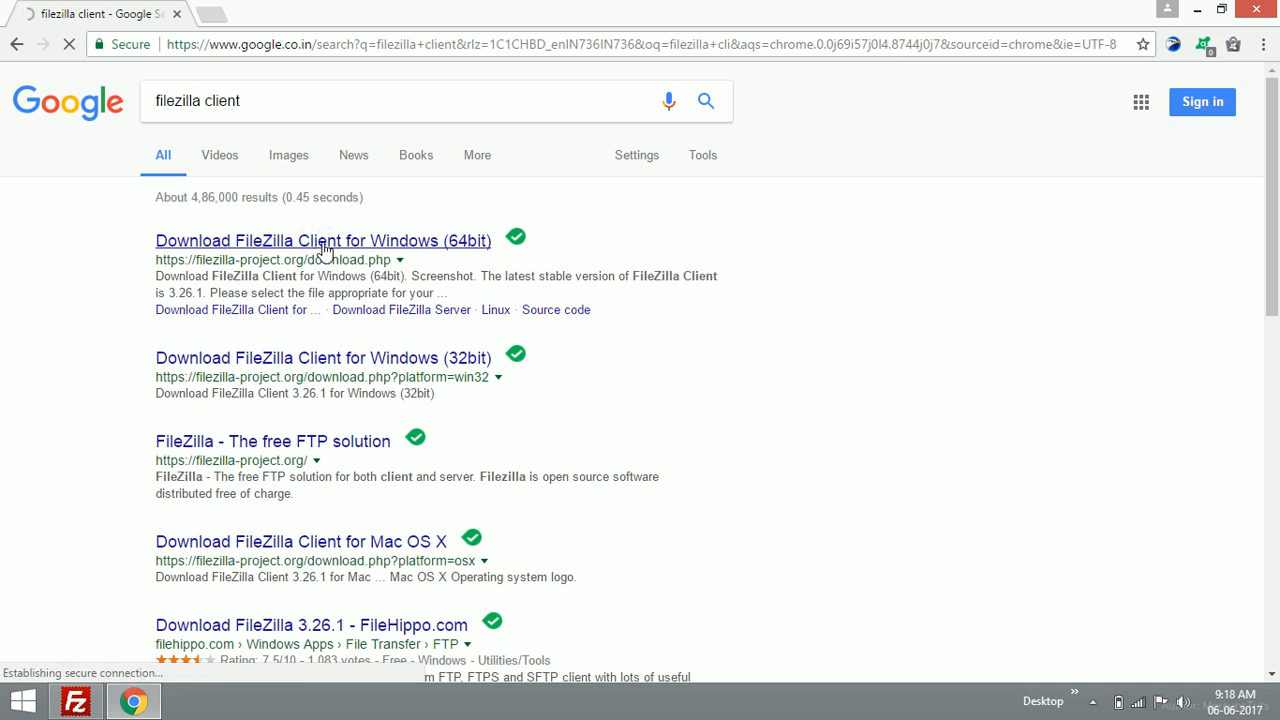 filezilla client - Google Se
Secure https://www.google.co.in/search?q=filezilla+client&rlz=1C1CHBD_enIN736IN736&oq=filezilla+cli&aqs=chrome.0.0j69i57j0l4.8744j0j7&sourceid=chrome&ie=UTF-8
0
Google
filezilla client
Sign in
All Videos Images News Books More Settings Tools
About 4,86,000 results (0.45 seconds)
Download FileZilla Client for Windows (64bit)
https://filezilla-project.org/download.php
Download FileZilla Client for Windows (64bit). Screenshot. The latest stable version of FileZilla Client
is 3.26.1. Please select the file appropriate for your ...
Download FileZilla Client for ... · Download FileZilla Server · Linux · Source code
Download FileZilla Client for Windows (32bit)
https://filezilla-project.org/download.php?platform=win32
Download FileZilla Client 3.26.1 for Windows (32bit)
FileZilla - The free FTP solution
https://filezilla-project.org/
FileZilla - The free FTP solution for both client and server. Filezilla is open source software
distributed free of charge.
Download FileZilla Client for Mac OS X
https://filezilla-project.org/download.php?platform=osx
Download FileZilla Client 3.26.1 for Mac ... Mac OS X Operating system logo.
Download FileZilla 3.26.1 - FileHippo.com
filehippo.com › Windows Apps › File Transfer › FTP
Rating: 7.5/10 - 1,083 votes - Free - Windows - Utilities/Tools
m FTP, FTPS and SFTP client with lots of useful
Establishing secure connection...
Fz
Desktop
9:18 AM
06-06-2017